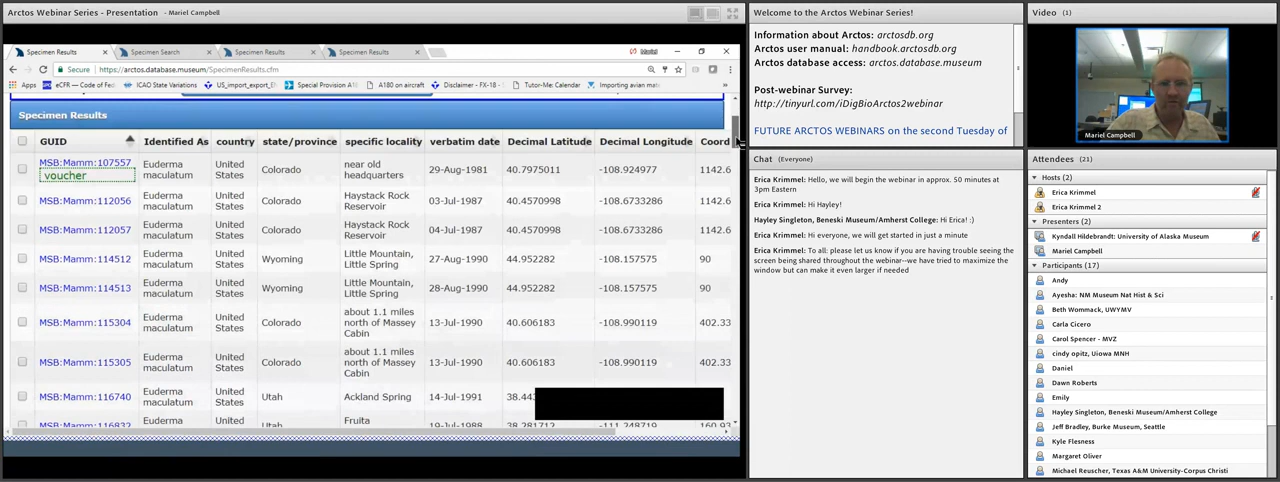 Arctos Webinar Series - Presentation - Mariel Campbell
Specimen Results
Specimen Search
Specimen Results
Specimen Results
Mariel
Secure
https://arctos.database.museum/SpecimenResults.cfm
Apps
eCFR — Code of Fed
ICAO State Variations
US_import_export_E
Special Provision A1
A180 on aircraft
Disclaimer - FX-18 -
Tutor-Me: Calendar
Importing avian mat
Specimen Results
GUID Identified As country state/province specific locality verbatim date Decimal Latitude Decimal Longitude Coord
MSB:Mamm:107557 voucher Euderma maculatum United States Colorado near old headquarters 29-Aug-1981 40.7975011 -108.924977 1142.6
MSB:Mamm:112056 Euderma maculatum United States Colorado Haystack Rock Reservoir 03-Jul-1987 40.4570998 -108.6733286 1142.6
MSB:Mamm:112057 Euderma maculatum United States Colorado Haystack Rock Reservoir 04-Jul-1987 40.4570998 -108.6733286 1142.6
MSB:Mamm:114512 Euderma maculatum United States Wyoming Little Mountain, Little Spring 27-Aug-1990 44.952282 -108.157575 90
MSB:Mamm:114513 Euderma maculatum United States Wyoming Little Mountain, Little Spring 28-Aug-1990 44.952282 -108.157575 90
MSB:Mamm:115304 Euderma maculatum United States Colorado about 1.1 miles north of Massey Cabin 13-Jul-1990 40.606183 -108.990119 402.33
MSB:Mamm:115305 Euderma maculatum United States Colorado about 1.1 miles north of Massey Cabin 13-Jul-1990 40.606183 -108.990119 402.33
MSB:Mamm:116740 Euderma maculatum United States Utah Ackland Spring 14-Jul-1991 38.443
MSB:Mamm:116832 Euderma United Utah Fruita 19-Jul-1988 38.281712 -111.248719 160.93
Welcome to the Arctos Webinar Series!
Information about Arctos: arctosdb.org
Arctos user manual: handbook.arctosdb.org
Arctos database access: arctos.database.museum
Post-webinar Survey:
http://tinyurl.com/iDigBioArctos2webinar
FUTURE ARCTOS WEBINARS on the second Tuesday of
Chat (Everyone)
Erica Krimmel: Hello, we will begin the webinar in approx. 50 minutes at
3pm Eastern
Erica Krimmel: Hi Hayley!
Hayley Singleton, Beneski Museum/Amherst College: Hi Erica! :)
Erica Krimmel: Hi everyone, we will get started in just a minute
Erica Krimmel: To all: please let us know if you are having trouble seeing the
screen being shared throughout the webinar--we have tried to maximize the
window but can make it even larger if needed
Video (1)
Mariel Campbell
Attendees (21)
Hosts (2)
Erica Krimmel
Erica Krimmel 2
Presenters (2)
Kyndall Hildebrandt: University of Alaska Museum
Mariel Campbell
Participants (17)
Andy
Ayesha: NM Museum Nat Hist & Sci
Beth Wommack, UWYMV
Carla Cicero
Carol Spencer - MVZ
cindy opitz, Uiowa MNH
Daniel
Dawn Roberts
Emily
Hayley Singleton, Beneski Museum/Amherst College
Jeff Bradley, Burke Museum, Seattle
Kyle Flesness
Margaret Oliver
Michael Reuscher, Texas A&M University-Corpus Christi